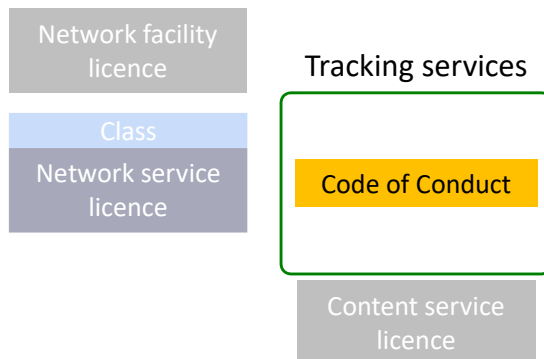 Network facility
licence
Class
Network service
licence
Tracking services
Code of Conduct
Content service
licence